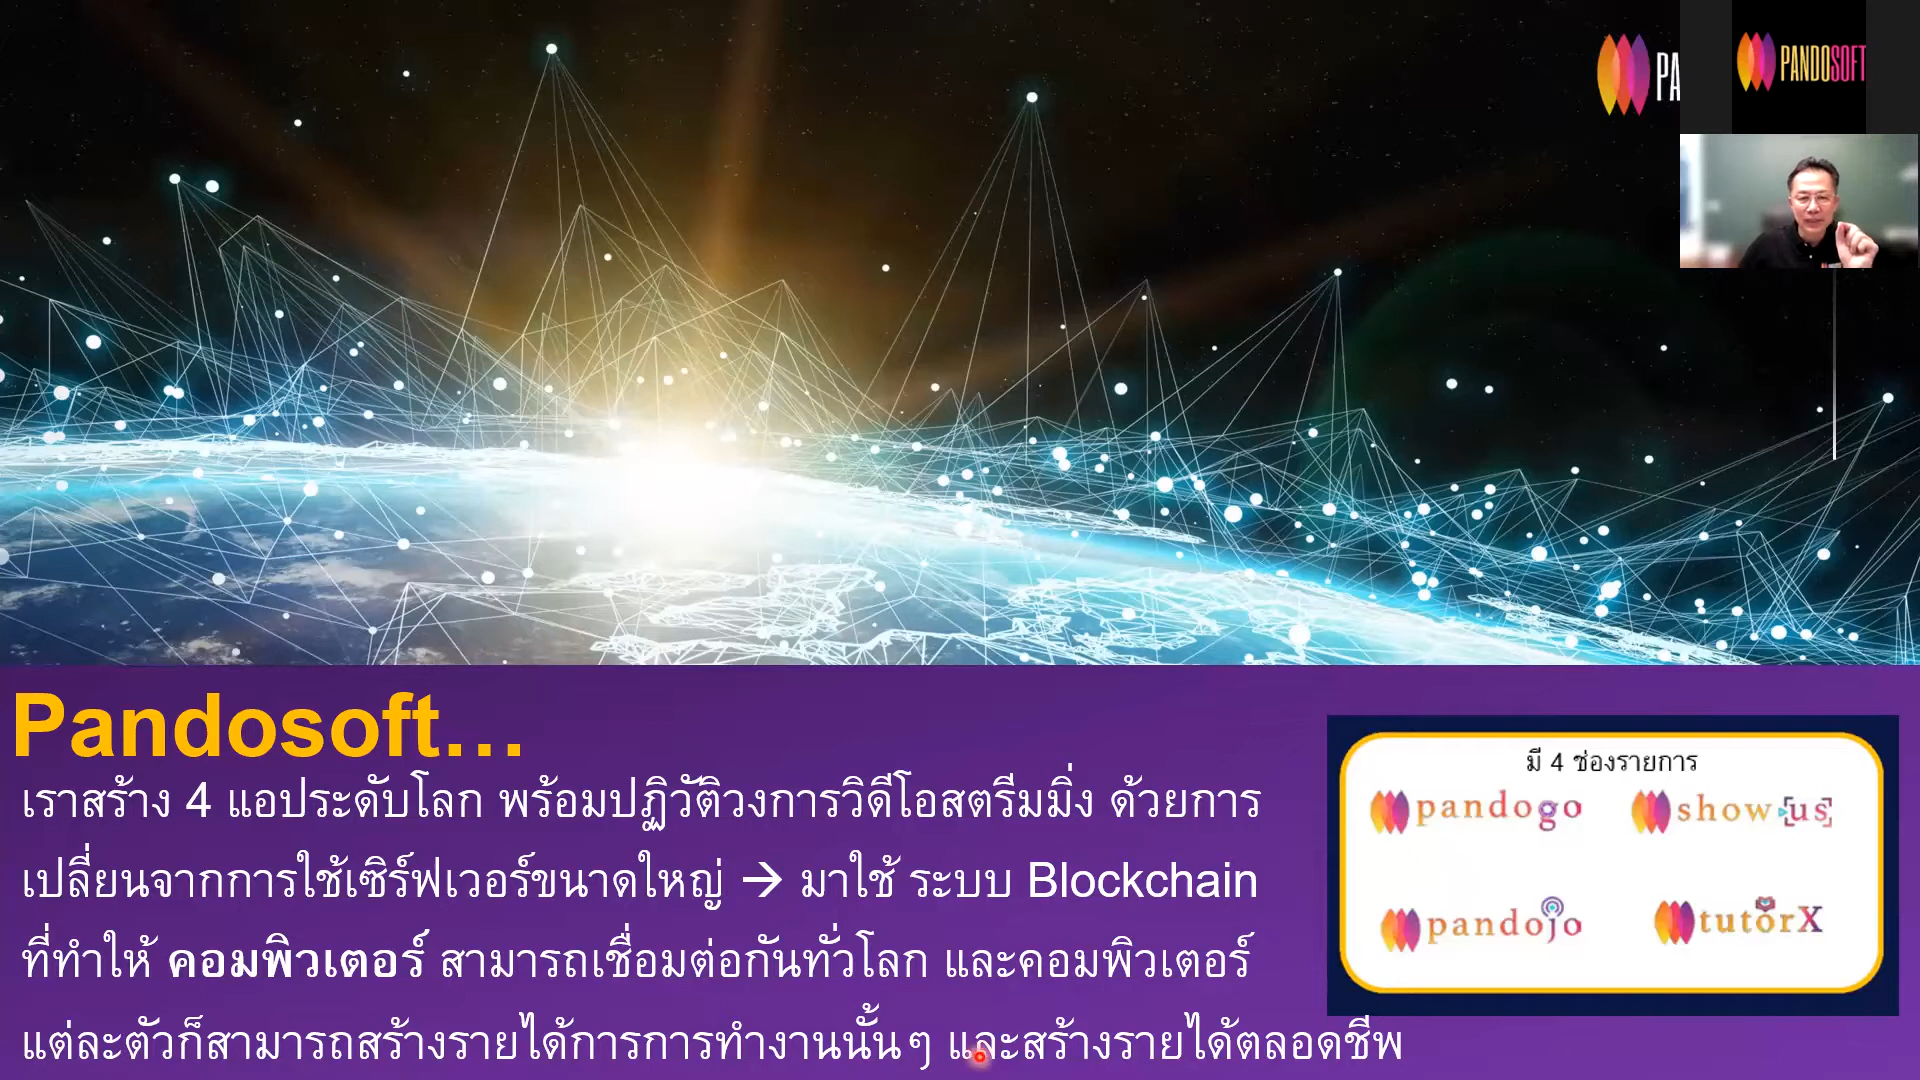 PA
PANDOSOFT
Pandosoft...
เราสร้าง 4 แอประดับโลก พร้อมปฏิวัติวงการวิดีโอสตรีมมิ่ง ด้วยการ
เปลี่ยนจากการใช้เซิร์ฟเวอร์ขนาดใหญ่ → มาใช้ ระบบ Blockchain
ที่ทำให้ คอมพิวเตอร์ สามารถเชื่อมต่อกันทั่วโลก และคอมพิวเตอร์
แต่ละตัวก็สามารถสร้างรายได้การการทำงานนั้นๆ และสร้างรายได้ตลอดชีพ
มี 4 ช่องรายการ
pandogo
show us
pandojo
tutorX